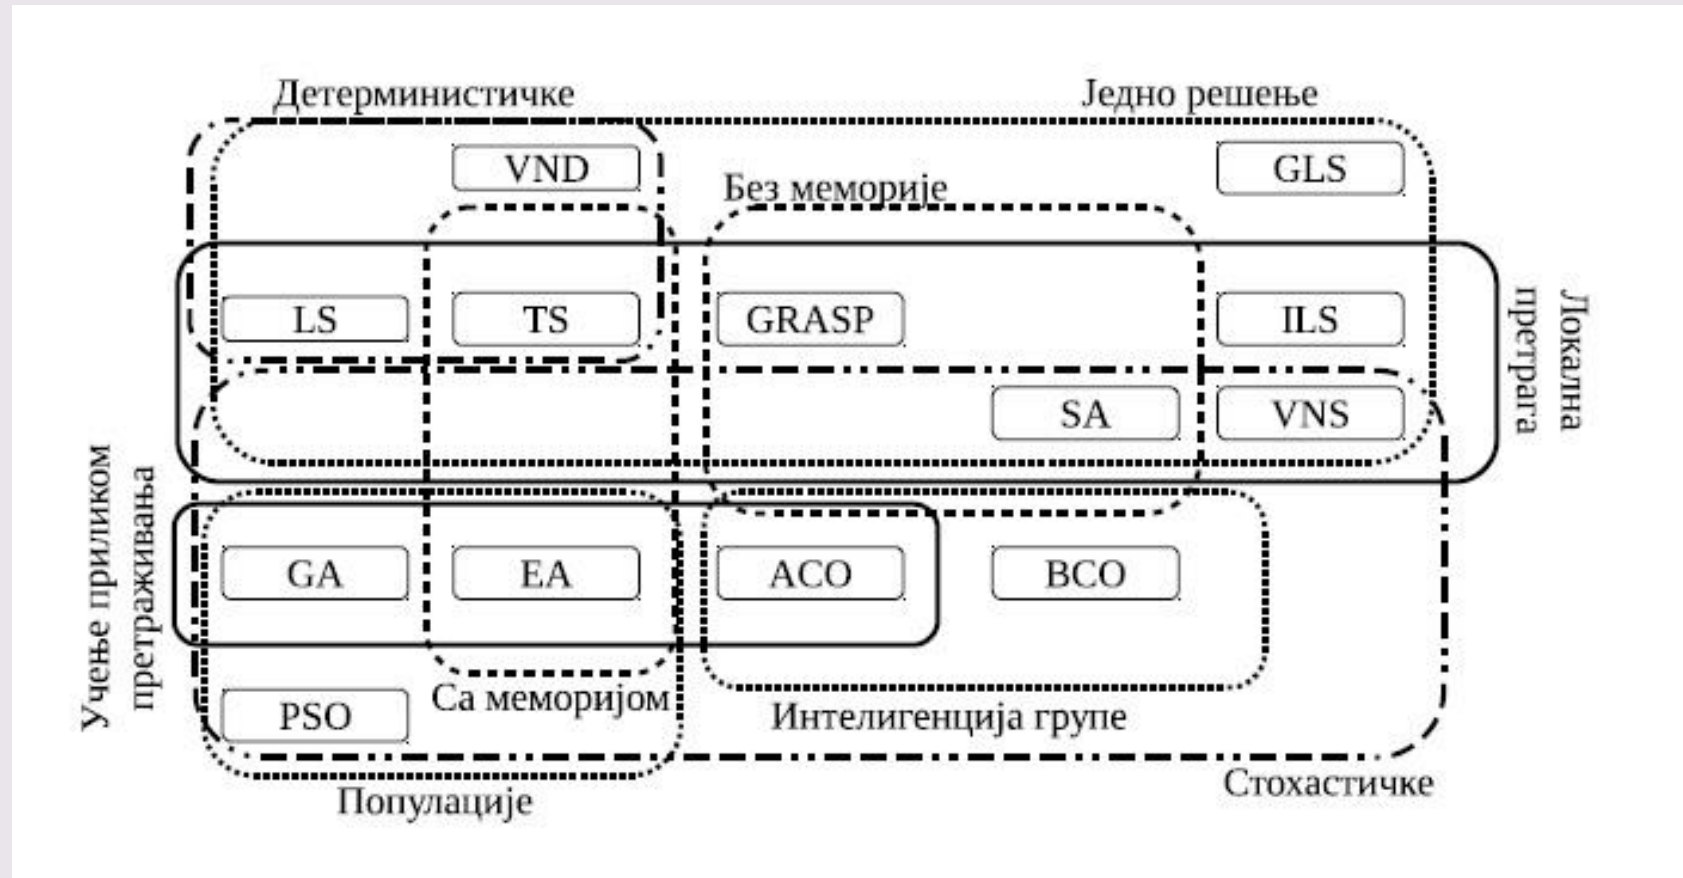 Детерминистичке
Једно решење
VND
GLS
Без меморије
LS
TS
GRASP
ILS
Локална
претрага
SA
VNS
Учење приликом
претраживања
GA
EA
ACO
BCO
Са меморијом
PSO
Интелигенција групе
Стохастичке
Популације